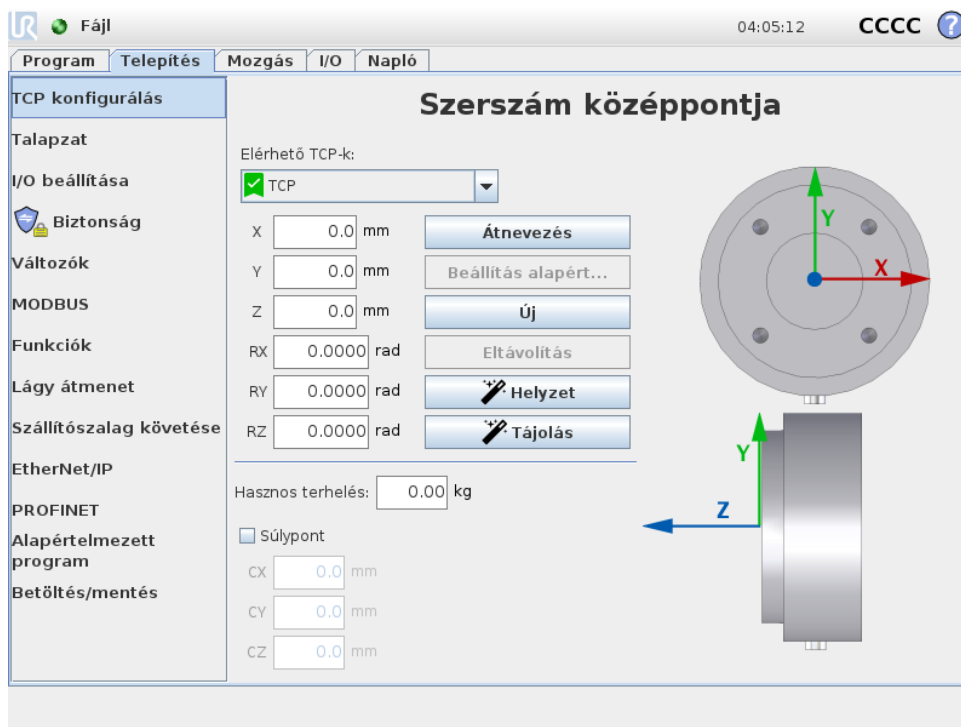 UR Fájl 04:05:12 CCCC ?
Program Telepítés Mozgás I/O Napló
TCP konfigurálás
Talapzat
I/O beállítása
Biztonság
Változók
MODBUS
Funkciók
Lágy átmenet
Szállítószalag követése
EtherNet/IP
PROFINET
Alapértelmezett
program
Betöltés/mentés
Szerszám középpontja
Elérhető TCP-k:
TCP
X 0.0 mm Átnevezés
Y 0.0 mm Beállítás alapért...
Z 0.0 mm Új
RX 0.0000 rad Eltávolítás
RY 0.0000 rad Helyzet
RZ 0.0000 rad Tájolás
Hasznos terhelés: 0.00 kg
Súlypont
CX 0.0 mm
CY 0.0 mm
CZ 0.0 mm
Y
X
Y
Z